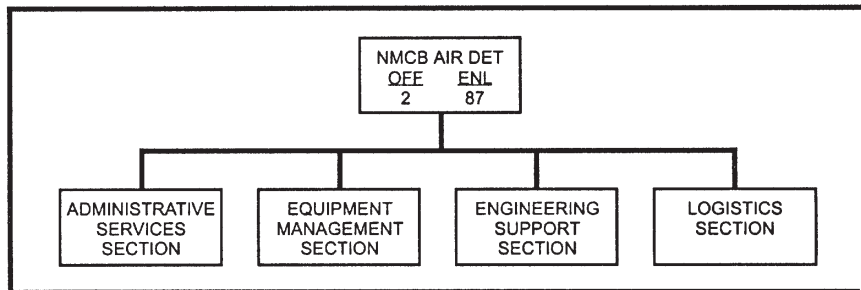 NMCB AIR DET
OFF ENL
2 87
ADMINISTRATIVE
SERVICES
SECTION
EQUIPMENT
MANAGEMENT
SECTION
ENGINEERING
SUPPORT
SECTION
LOGISTICS
SECTION